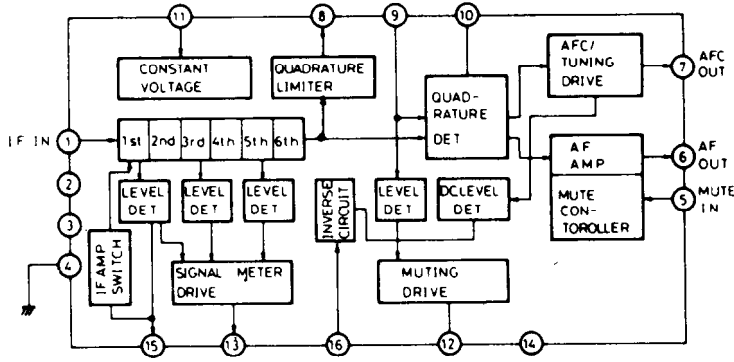 11
8
9
10
CONSTANT
VOLTAGE
QUADRATURE
LIMITER
QUAD-
RATURE
DET
AFC/
TUNING
DRIVE
7
AFC
OUT
IF IN
1
1st 2nd 3rd 4th 5th 6th
AF
AMP
6
AF
OUT
MUTE
CON-
TOROLLER
5
MUTE
IN
2
3
4
LEVEL
DET
LEVEL
DET
LEVEL
DET
INVERSE
CIRCUIT
LEVEL
DET
DC.LEVEL
DET
IF AMP
SWITCH
SIGNAL METER
DRIVE
MUTING
DRIVE
15
13
16
12
14